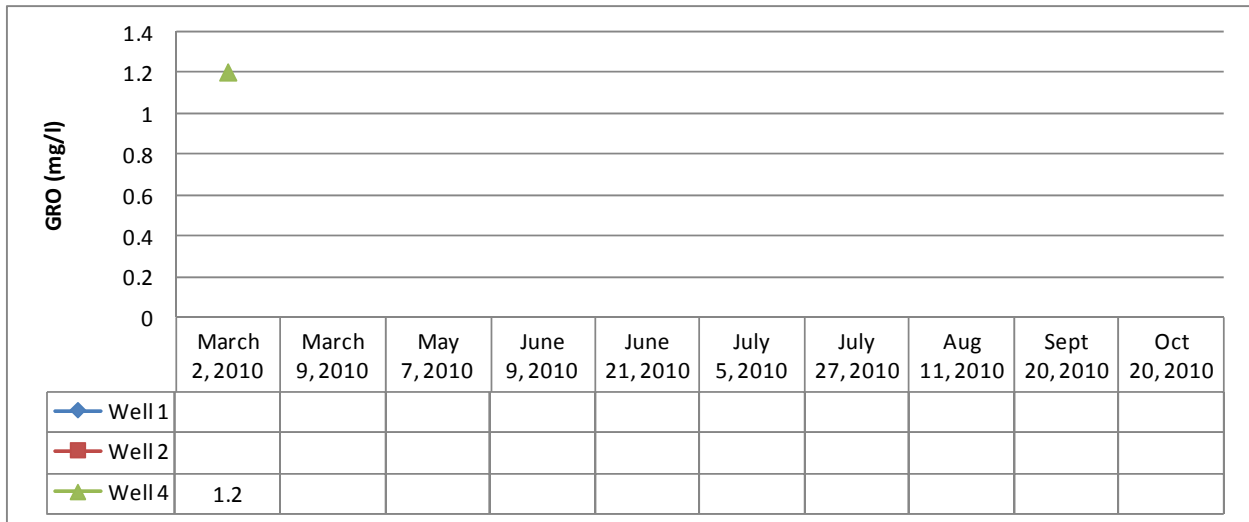 GRO (mg/l)
1.4
1.2
1
0.8
0.6
0.4
0.2
0
March 2, 2010
March 9, 2010
May 7, 2010
June 9, 2010
June 21, 2010
July 5, 2010
July 27, 2010
Aug 11, 2010
Sept 20, 2010
Oct 20, 2010
Well 1
Well 2
Well 4 1.2